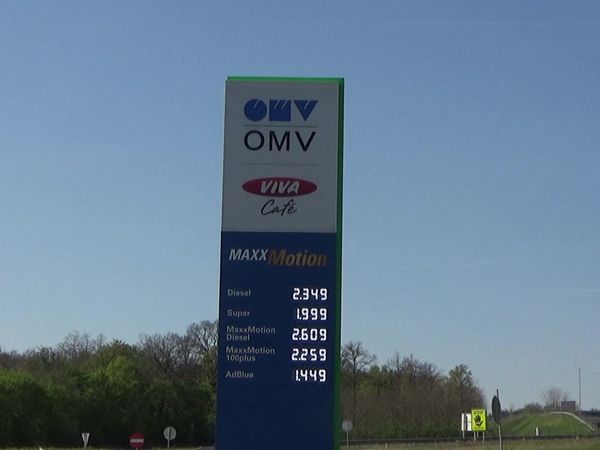 OMV
OMV
VIVA
Café
MAXXMotion
Diesel 2.349
Super 1.999
MaxxMotion Diesel 2.609
MaxxMotion 100plus 2.259
AdBlue 1.449